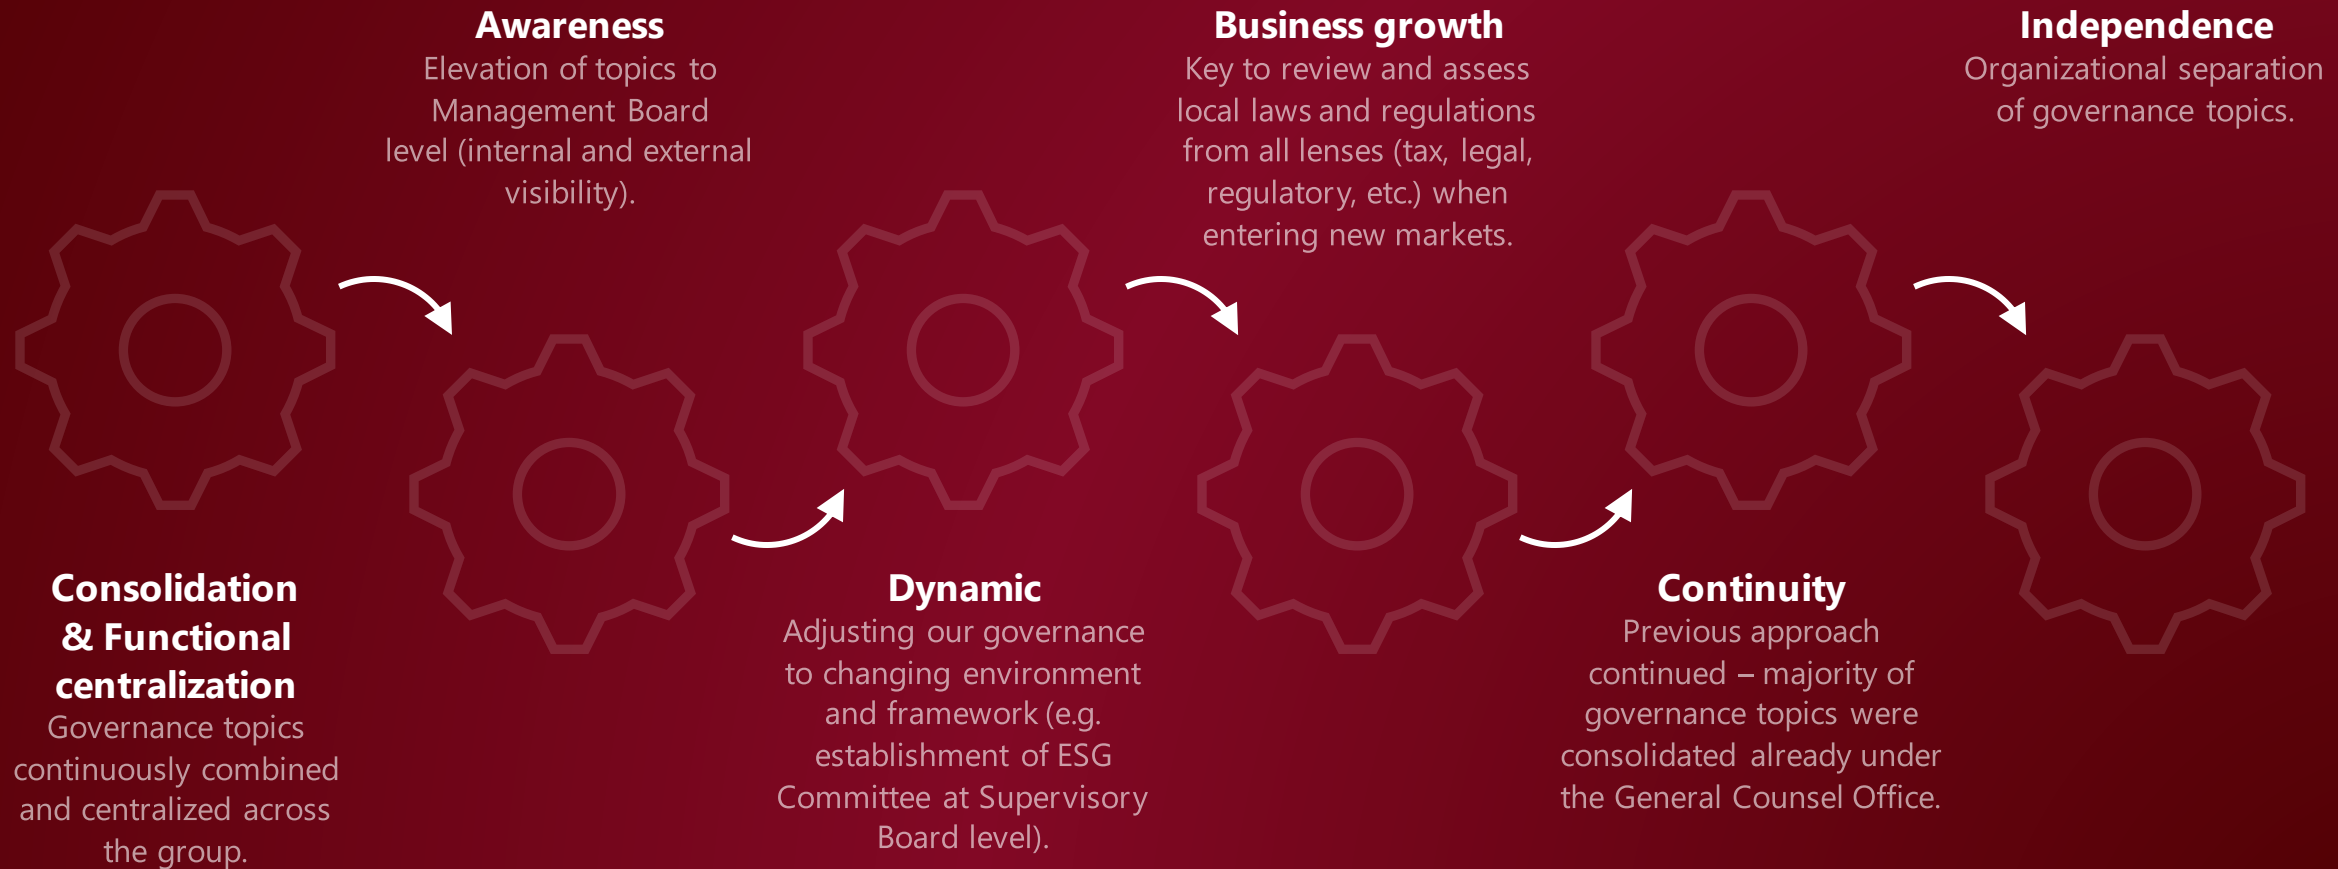 Consolidation
& Functional
centralization
Governance topics
continuously combined
and centralized across
the group.
Awareness
Elevation of topics to
Management Board
level (internal and external
visibility).
Dynamic
Adjusting our governance
to changing environment
and framework (e.g.
establishment of ESG
Committee at Supervisory
Board level).
Business growth
Key to review and assess
local laws and regulations
from all lenses (tax, legal,
regulatory, etc.) when
entering new markets.
Continuity
Previous approach
continued – majority of
governance topics were
consolidated already under
the General Counsel Office.
Independence
Organizational separation
of governance topics.